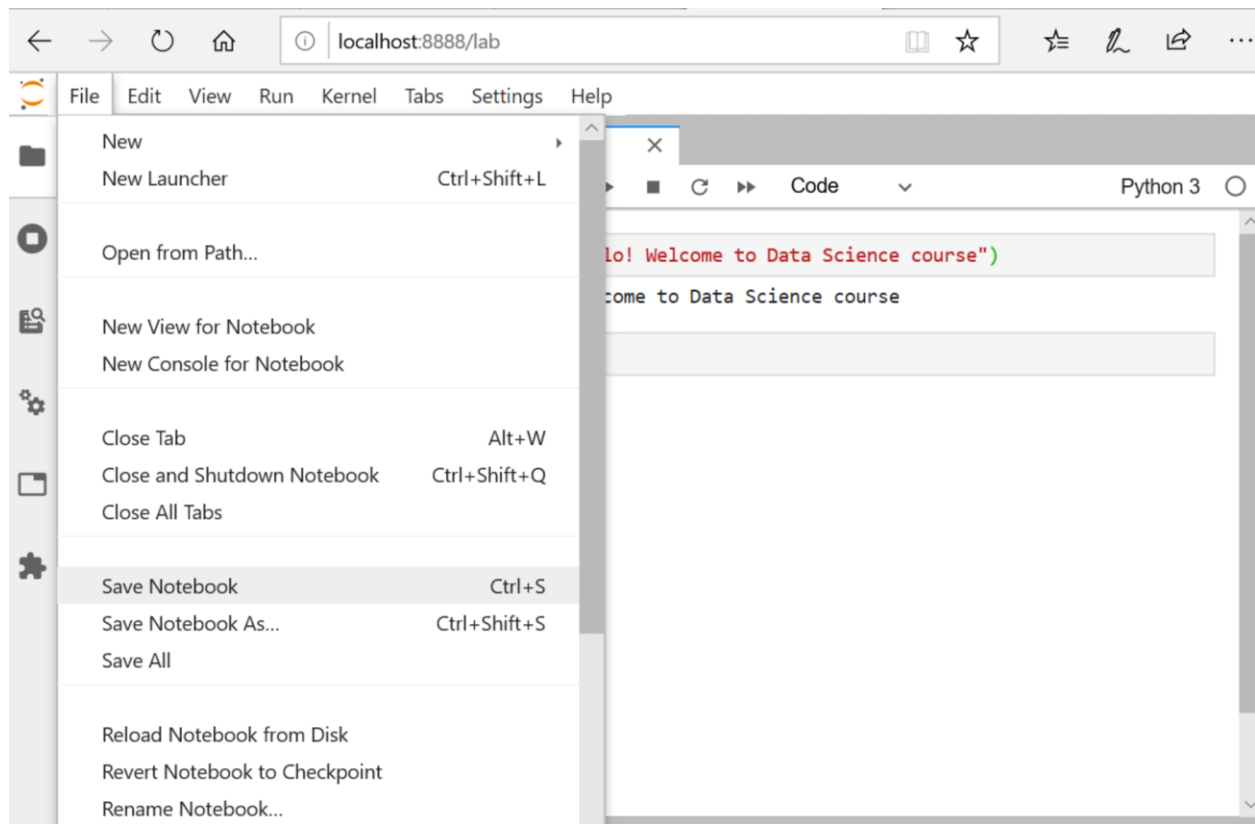 localhost:8888/lab
File Edit View Run Kernel Tabs Settings Help
New
New Launcher Ctrl+Shift+L
Code Python 3
Open from Path...
lo! Welcome to Data Science course")
come to Data Science course
New View for Notebook
New Console for Notebook
Close Tab Alt+W
Close and Shutdown Notebook Ctrl+Shift+Q
Close All Tabs
Save Notebook Ctrl+S
Save Notebook As... Ctrl+Shift+S
Save All
Reload Notebook from Disk
Revert Notebook to Checkpoint
Rename Notebook...